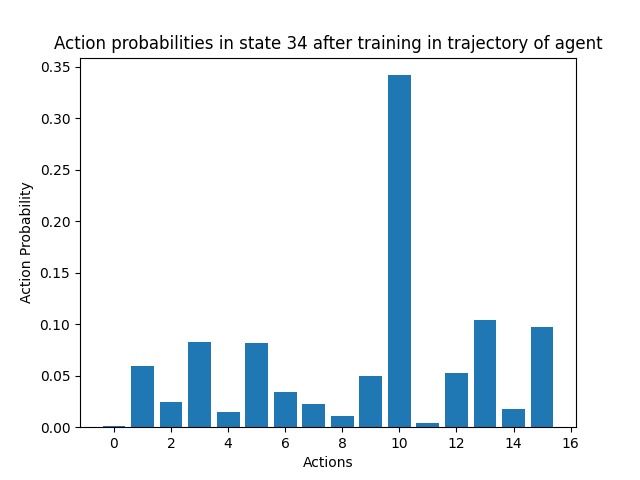 Action probabilities in state 34 after training in trajectory of agent
0.35
0.30
0.25
0.20
0.15
0.10
0.05
0.00
Action Probability
0 2 4 6 8 10 12 14 16
Actions